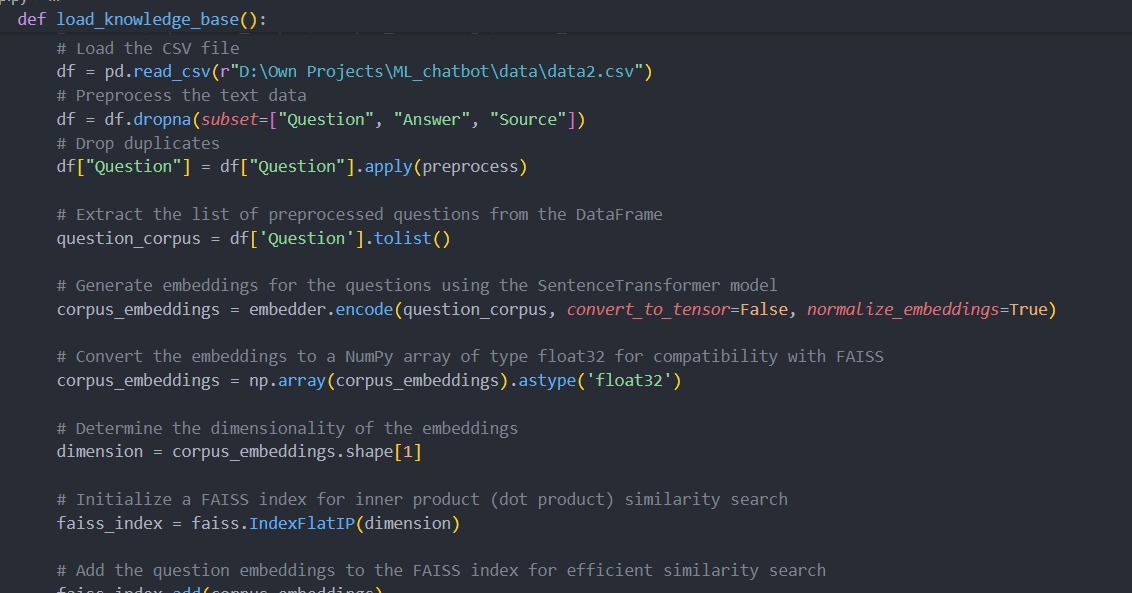 def load_knowledge_base():
# Load the CSV file
df = pd.read_csv(r"D:\Own Projects\ML_chatbot\data\data2.csv")
# Preprocess the text data
df = df.dropna(subset=["Question", "Answer", "Source"])
# Drop duplicates
df["Question"] = df["Question"].apply(preprocess)
# Extract the list of preprocessed questions from the DataFrame
question_corpus = df['Question'].tolist()
# Generate embeddings for the questions using the SentenceTransformer model
corpus_embeddings = embedder.encode(question_corpus, convert_to_tensor=False, normalize_embeddings=True)
# Convert the embeddings to a NumPy array of type float32 for compatibility with FAISS
corpus_embeddings = np.array(corpus_embeddings).astype('float32')
# Determine the dimensionality of the embeddings
dimension = corpus_embeddings.shape[1]
# Initialize a FAISS index for inner product (dot product) similarity search
faiss_index = faiss.IndexFlatIP(dimension)
# Add the question embeddings to the FAISS index for efficient similarity search
faiss_index.add(corpus_embeddings)